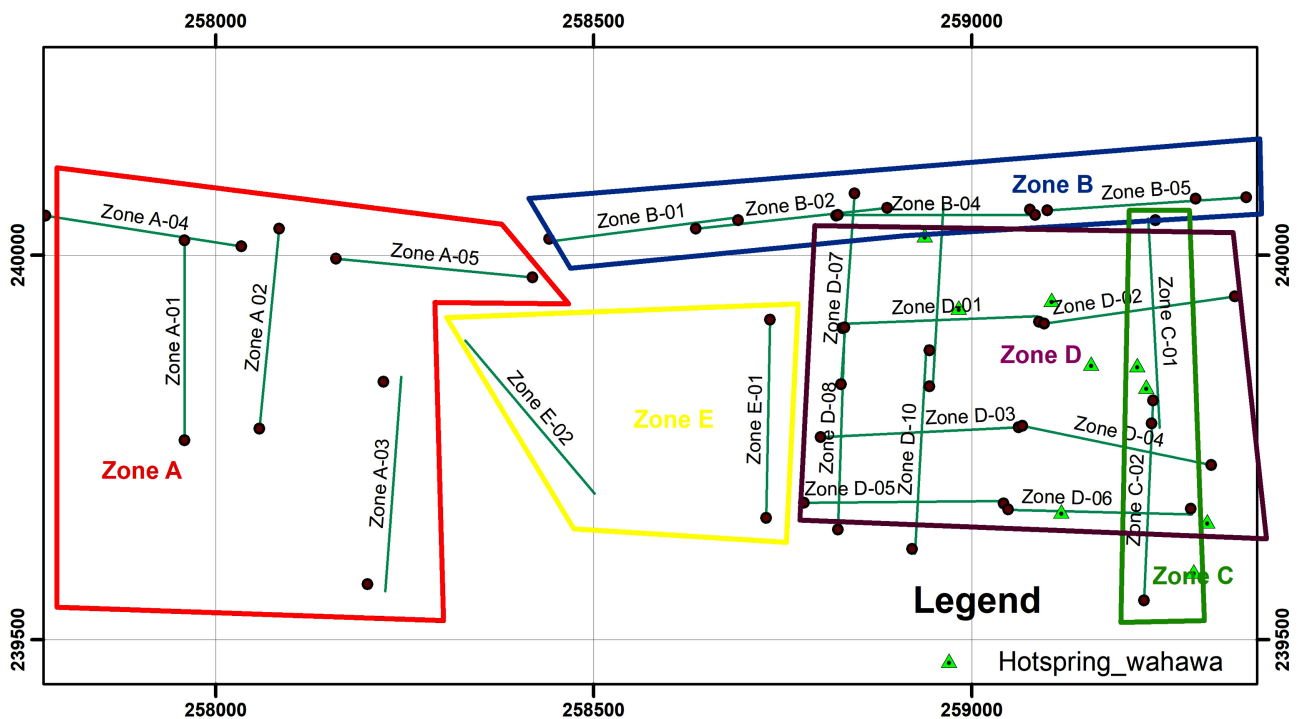 258000
258500
259000
Zone B
Zone B-05
Zone A-04
Zone B-01
Zone B-02
Zone B-04
240000
240000
Zone A-05
Zone D-07
Zone A-01
Zone A 02
Zone D-01
Zone D-02
Zone C-01
Zone D
Zone E-02
Zone E-01
Zone E
Zone D-08
Zone D-10
Zone D-03
Zone D-04
Zone A
Zone A-03
Zone D-05
Zone D-06
Zone C-02
Zone C
Legend
239500
239500
Hotspring_wahawa
258000
258500
259000